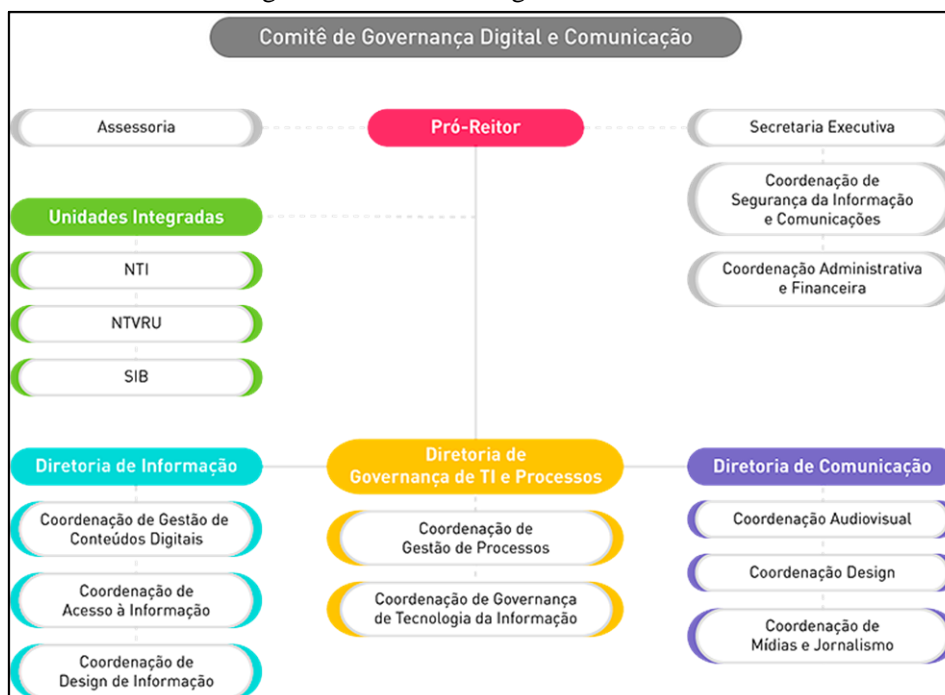 Comitê de Governança Digital e Comunicação
Assessoria
Pró-Reitor
Secretaria Executiva
Coordenação de
Segurança da Informação
e Comunicações
Coordenação Administrativa
e Financeira
Unidades Integradas
NTI
NTVRU
SIB
Diretoria de Informação
Coordenação de Gestão de
Conteúdos Digitais
Coordenação de
Acesso à Informação
Coordenação de
Design de Informação
Diretoria de
Governança de TI e Processos
Coordenação de
Gestão de Processos
Coordenação de Governança
de Tecnologia da Informação
Diretoria de Comunicação
Coordenação Audiovisual
Coordenação Design
Coordenação de
Mídias e Jornalismo